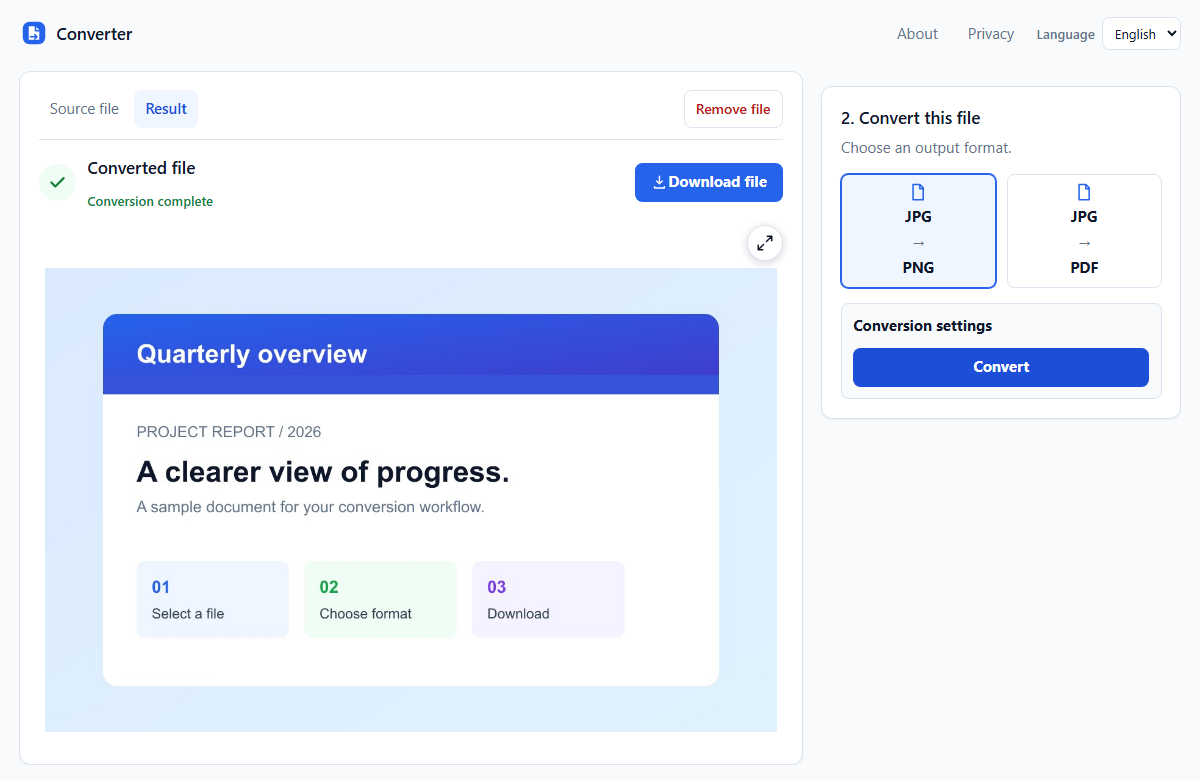 Converter
About
Privacy
Language
English
Source file
Result
Remove file
Converted file
Conversion complete
Download file
Quarterly overview
PROJECT REPORT / 2026
A clearer view of progress.
A sample document for your conversion workflow.
01
Select a file
02
Choose format
03
Download
2. Convert this file
Choose an output format.
JPG
→
PNG
JPG
→
PDF
Conversion settings
Convert